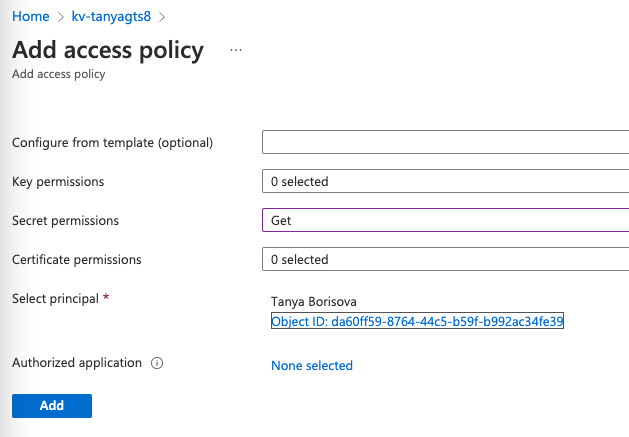 Home > kv-tanyagts8 >
Add access policy ...
Add access policy
Configure from template (optional)
Key permissions 0 selected
Secret permissions Get
Certificate permissions 0 selected
Select principal * Tanya Borisova
Object ID: da60ff59-8764-44c5-b59f-b992ac34fe39
Authorized application None selected
Add